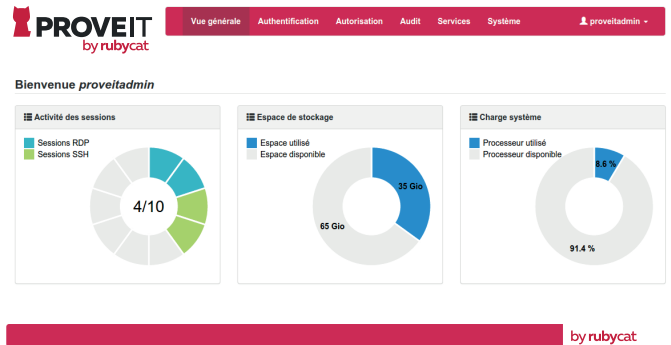 PROVEIT
by rubycat
Vue générale Authentification Autorisation Audit Services Système proveitadmin
Bienvenue proveitadmin
Activité des sessions
Sessions RDP
Sessions SSH
4/10
Espace de stockage
Espace utilisé
Espace disponible
35 Gio
65 Gio
Charge système
Processeur utilisé
Processeur disponible
8.6 %
91.4 %
by rubycat